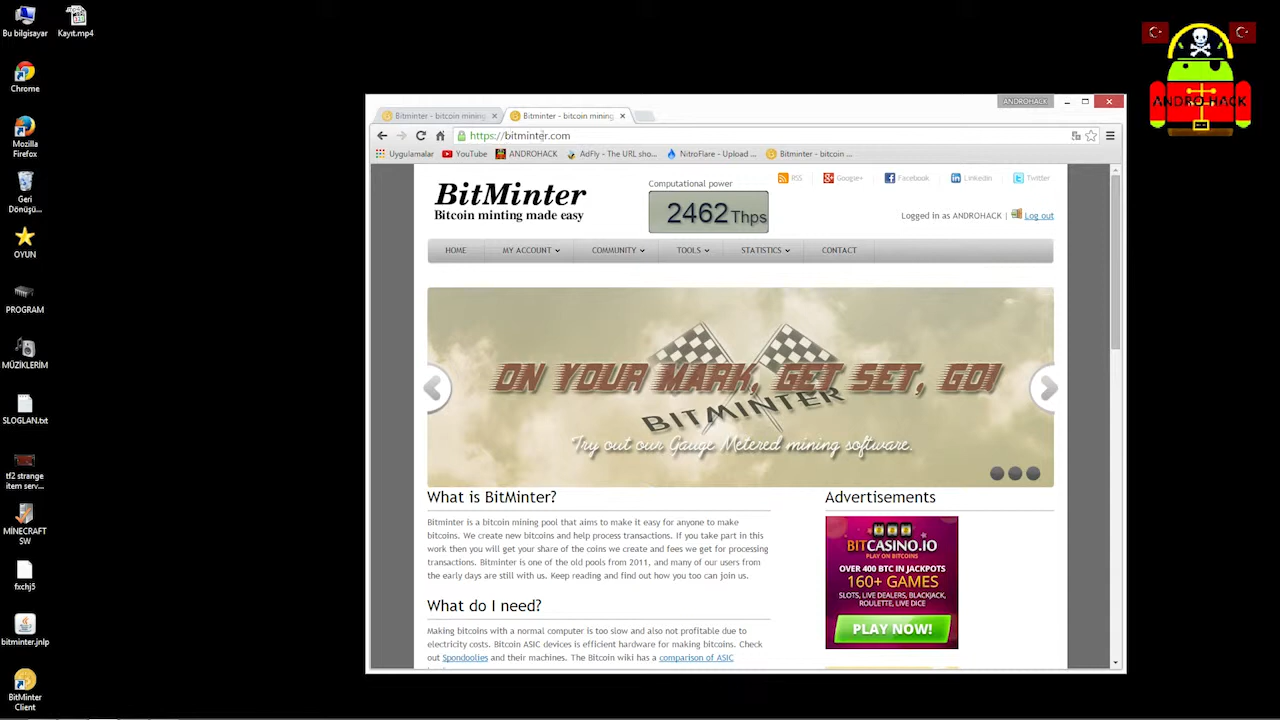 Bu bilgisayar
Kayıt.mp4
Chrome
Mozilla
Firefox
Geri
Dönüşü...
OYUN
PROGRAM
MÜZİKLERİM
SLOGLAN.txt
tf2 strange
item serv...
MİNECRAFT
SW
fxchj5
bitminter.jnlp
BitMinter
Client
ANDRO HACK
ANDROHACK
Bitminter - bitcoin mining
Bitminter - bitcoin mining
https://bitminter.com
Uygulamalar
YouTube
ANDROHACK
AdFly - The URL sho...
NitroFlare - Upload ...
Bitminter - bitcoin ...
BitMinter
Bitcoin minting made easy
Computational power
2462 Thps
RSS
Google+
Facebook
LinkedIn
Twitter
Logged in as ANDROHACK | Log out
HOME
MY ACCOUNT
COMMUNITY
TOOLS
STATISTICS
CONTACT
ON YOUR MARK, GET SET, GO!
BITMINTER
Try out our Gauge Metered mining software.
What is BitMinter?
Bitminter is a bitcoin mining pool that aims to make it easy for anyone to make
bitcoins. We create new bitcoins and help process transactions. If you take part in this
work then you will get your share of the coins we create and fees we get for processing
transactions. Bitminter is one of the old pools from 2011, and many of our users from
the early days are still with us. Keep reading and find out how you too can join us.
What do I need?
Making bitcoins with a normal computer is too slow and also not profitable due to
electricity costs. Bitcoin ASIC devices is efficient hardware for making bitcoins. Check
out Spondoolies and their machines. The Bitcoin wiki has a comparison of ASIC
Advertisements
BITCASINO.IO
PLAY ON BITCOINS
OVER 400 BTC IN JACKPOTS
160+ GAMES
SLOTS, LIVE DEALERS, BLACKJACK,
ROULETTE, LIVE DICE
PLAY NOW!